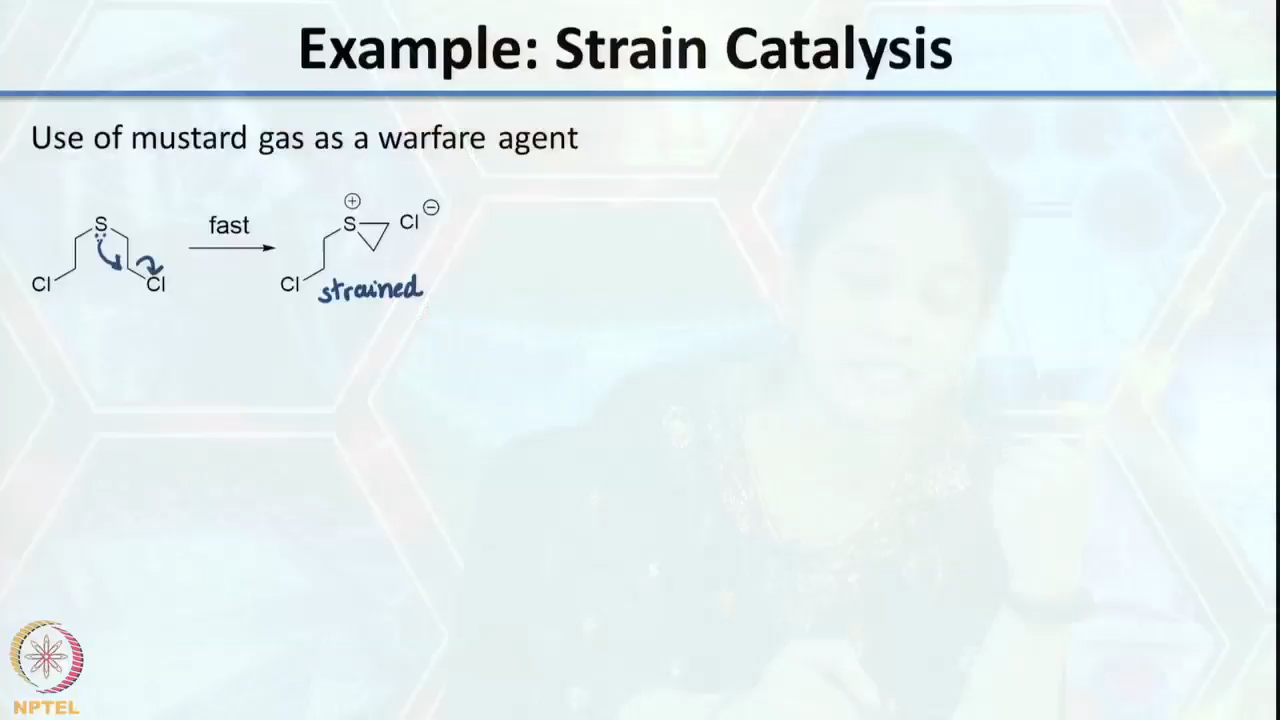 Example: Strain Catalysis
Use of mustard gas as a warfare agent
S
Cl
Cl
fast
⊕
S
Cl ⊖
Cl
strained
NPTEL